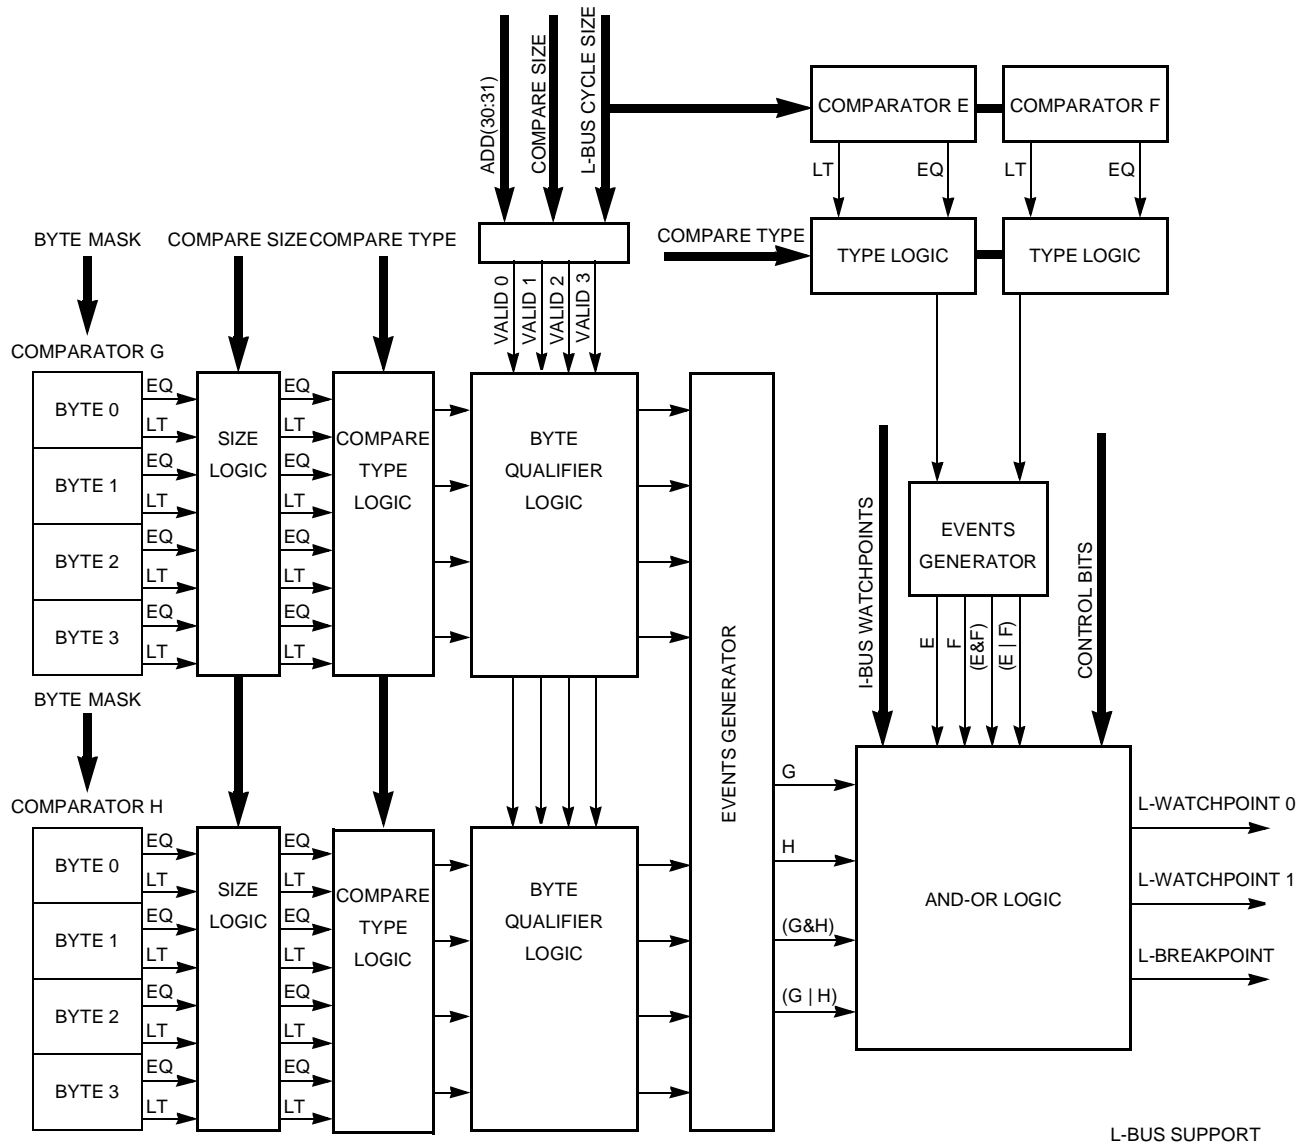 ADD(30:31)
COMPARE SIZE
L-BUS CYCLE SIZE
COMPARATOR E
COMPARATOR F
LT
EQ
LT
EQ
BYTE MASK
COMPARE SIZE
COMPARE TYPE
COMPARE TYPE
TYPE LOGIC
TYPE LOGIC
VALID 0
VALID 1
VALID 2
VALID 3
COMPARATOR G
BYTE 0
BYTE 1
BYTE 2
BYTE 3
EQ
LT
EQ
LT
EQ
LT
EQ
LT
SIZE
LOGIC
EQ
LT
EQ
LT
EQ
LT
EQ
LT
COMPARE
TYPE
LOGIC
BYTE
QUALIFIER
LOGIC
EVENTS GENERATOR
I-BUS WATCHPOINTS
EVENTS
GENERATOR
CONTROL BITS
E
F
(E&F)
(E | F)
BYTE MASK
COMPARATOR H
BYTE 0
BYTE 1
BYTE 2
BYTE 3
EQ
LT
EQ
LT
EQ
LT
EQ
LT
SIZE
LOGIC
EQ
LT
EQ
LT
EQ
LT
EQ
LT
COMPARE
TYPE
LOGIC
BYTE
QUALIFIER
LOGIC
G
H
(G&H)
(G | H)
AND-OR LOGIC
L-WATCHPOINT 0
L-WATCHPOINT 1
L-BREAKPOINT
L-BUS SUPPORT